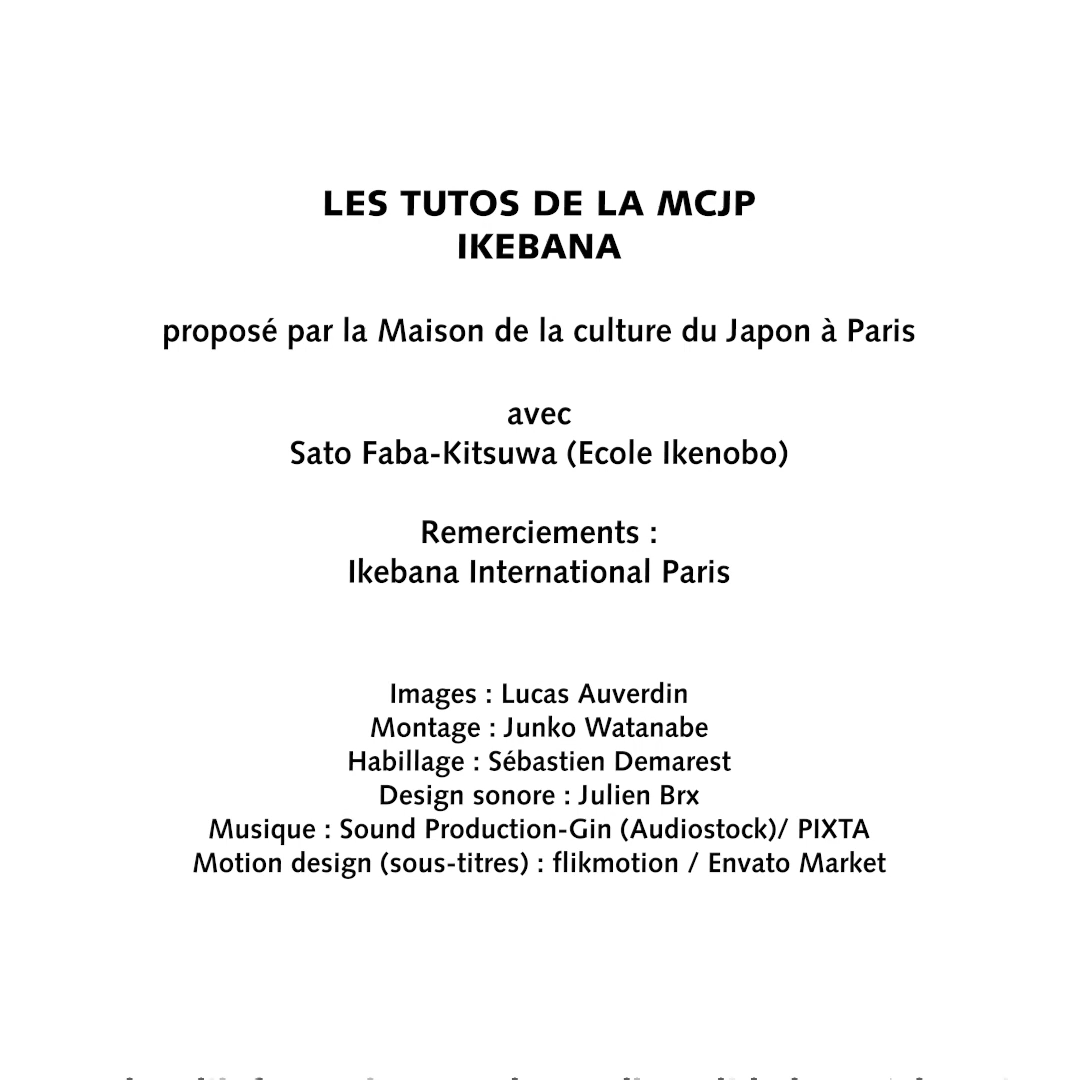 LES TUTOS DE LA MCJP
IKEBANA
proposé par la Maison de la culture du Japon à Paris
avec
Sato Faba-Kitsuwa (Ecole Ikenobo)
Remerciements :
Ikebana International Paris
Images : Lucas Auverdin
Montage : Junko Watanabe
Habillage : Sébastien Demarest
Design sonore : Julien Brx
Musique : Sound Production-Gin (Audiostock)/ PIXTA
Motion design (sous-titres) : flikmotion / Envato Market